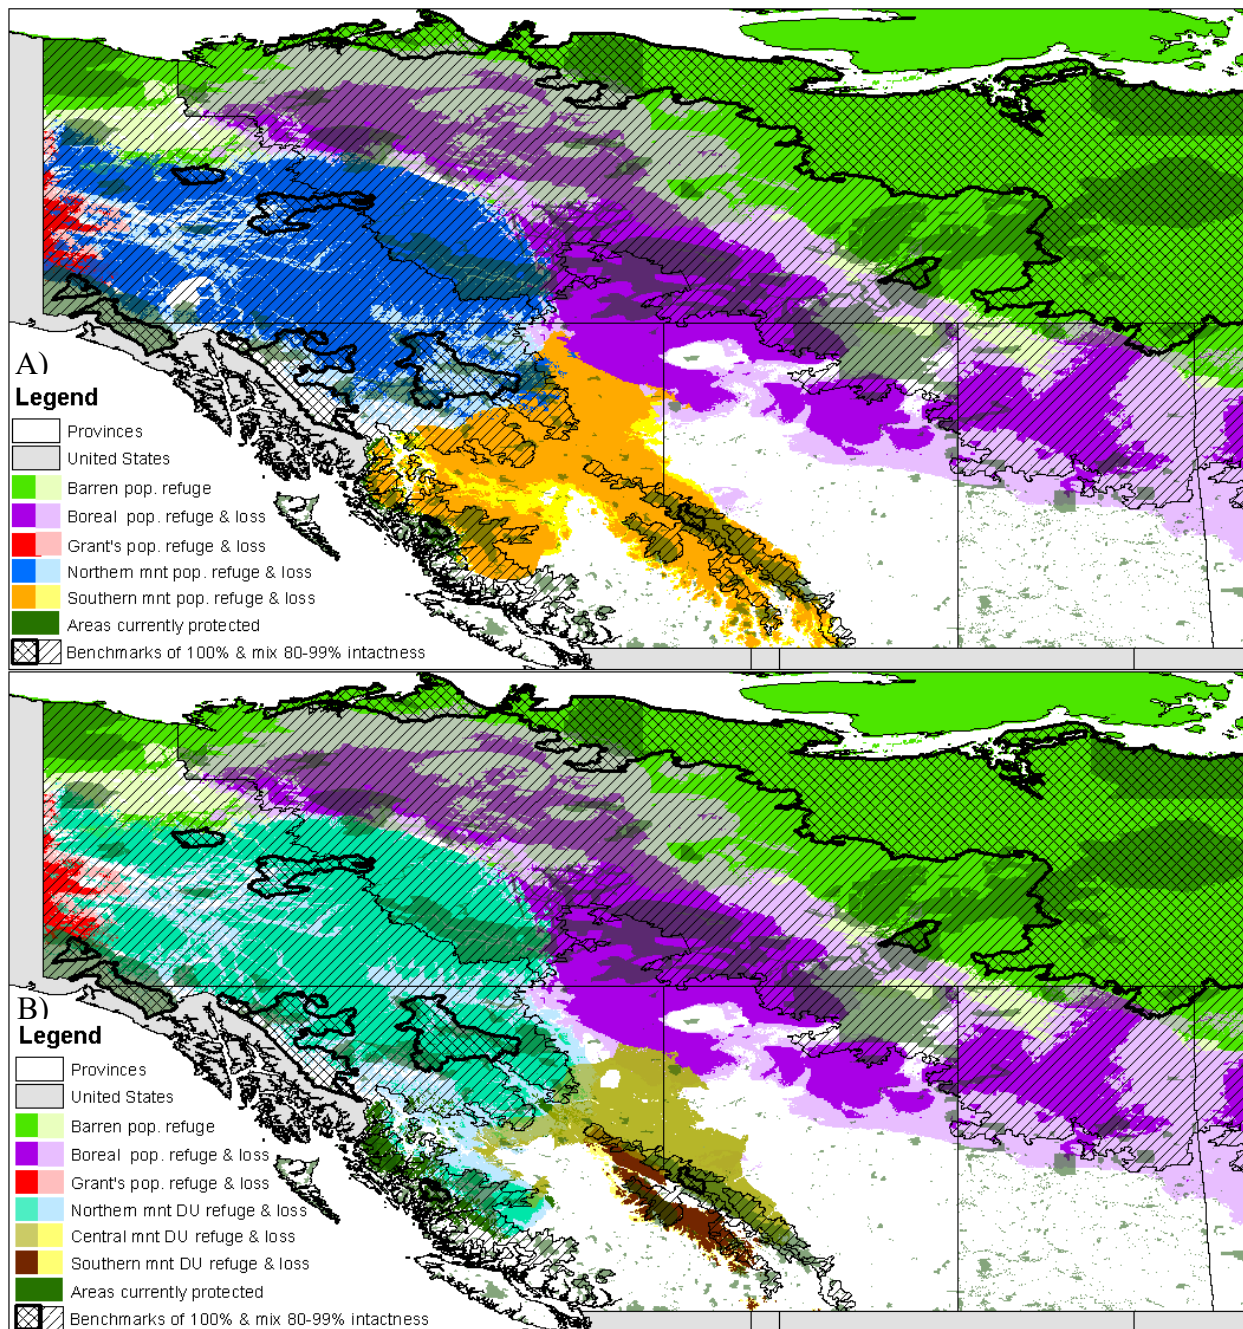 A)
Legend
Provinces
United States
Barren pop. refuge
Boreal pop. refuge & loss
Grant's pop. refuge & loss
Northern mnt pop. refuge & loss
Southern mnt pop. refuge & loss
Areas currently protected
Benchmarks of 100% & mix 80-99% intactness
B)
Legend
Provinces
United States
Barren pop. refuge
Boreal pop. refuge & loss
Grant's pop. refuge & loss
Northern mnt DU refuge & loss
Central mnt DU refuge & loss
Southern mnt DU refuge & loss
Areas currently protected
Benchmarks of 100% & mix 80-99% intactness